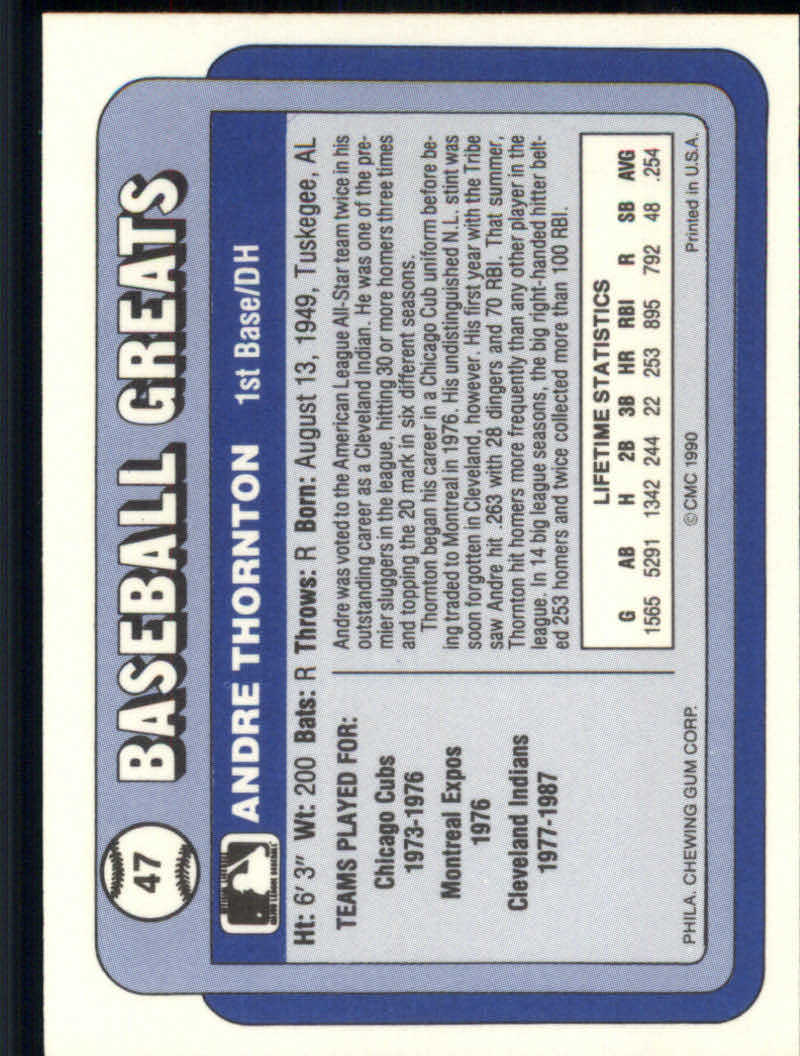 47
BASEBALL GREATS
ANDRE THORNTON 1st Base/DH
Ht: 6' 3" Wt: 200 Bats: R Throws: R Born: August 13, 1949, Tuskegee, AL
TEAMS PLAYED FOR:
Chicago Cubs
1973-1976
Montreal Expos
1976
Cleveland Indians
1977-1987
Andre was voted to the American League All-Star team twice in his
outstanding career as a Cleveland Indian. He was one of the pre-
mier sluggers in the league, hitting 30 or more homers three times
and topping the 20 mark in six different seasons.
Thornton began his career in a Chicago Cub uniform before be-
ing traded to Montreal in 1976. His undistinguished N.L. stint was
soon forgotten in Cleveland, however. His first year with the Tribe
saw Andre hit .263 with 28 dingers and 70 RBI. That summer,
Thornton hit homers more frequently than any other player in the
league. In 14 big league seasons, the big right-handed hitter belt-
ed 253 homers and twice collected more than 100 RBI.
LIFETIME STATISTICS
G AB H 2B 3B HR RBI R SB AVG
1565 5291 1342 244 22 253 895 792 48 .254
PHILA. CHEWING GUM CORP. © CMC 1990 Printed in U.S.A.